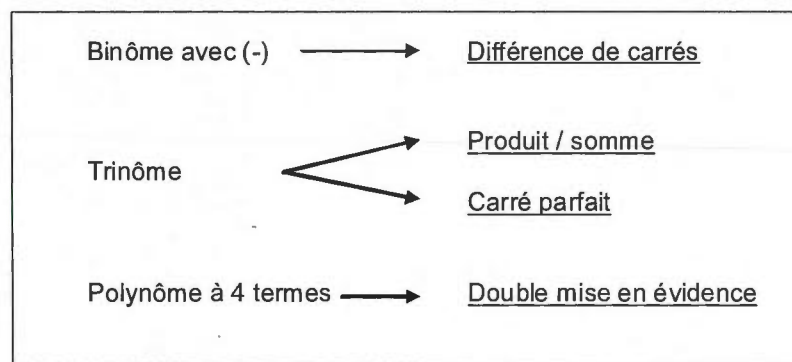 Binôme avec (-) Différence de carrés
Produit / somme
Trinôme
Carré parfait
Polynôme à 4 termes Double mise en évidence